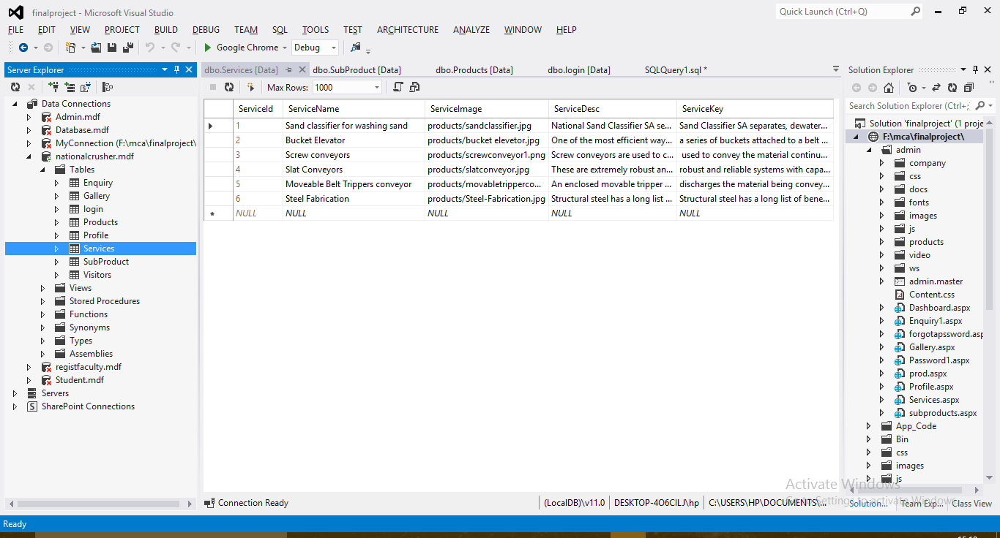 finalproject - Microsoft Visual Studio
Quick Launch (Ctrl+Q)
FILE EDIT VIEW PROJECT BUILD DEBUG TEAM SQL TOOLS TEST ARCHITECTURE ANALYZE WINDOW HELP
Google Chrome Debug
Server Explorer
Data Connections
Admin.mdf
Database.mdf
MyConnection (F:\mca\finalproject\
nationalcrusher.mdf
Tables
Enquiry
Gallery
login
Products
Profile
Services
SubProduct
Visitors
Views
Stored Procedures
Functions
Synonyms
Types
Assemblies
registfaculty.mdf
Student.mdf
Servers
SharePoint Connections
dbo.Services [Data] dbo.SubProduct [Data] dbo.Products [Data] dbo.login [Data] SQLQuery1.sql *
Max Rows: 1000
ServiceId ServiceName ServiceImage ServiceDesc ServiceKey
1 Sand classifier for washing sand products/sandclassifier.jpg National Sand Classifier SA se... Sand Classifier SA separates, dewater...
2 Bucket Elevator products/bucket elevetor.jpg One of the most efficient way... a series of buckets attached to a belt ...
3 Screw conveyors products/screwconveyor1.png Screw conveyors are used to c... used to convey the material continu...
4 Slat Conveyors products/slatconveyor.jpg These are extremely robust an... robust and reliable systems with capa...
5 Moveable Belt Trippers conveyor products/movabletripperco... An enclosed movable tripper ... discharges the material being convey...
6 Steel Fabrication products/Steel-Fabrication.jpg Structural steel has a long list ... Structural steel has a long list of bene...
NULL NULL NULL NULL NULL
Connection Ready (LocalDB)\v11.0 DESKTOP-4O6CILJ\hp C:\USERS\HP\DOCUMENTS\...
Solution Explorer
Search Solution Explorer (Ctrl+;
Solution 'finalproject' (1 proje
F:\mca\finalproject\
admin
company
css
docs
fonts
images
js
products
video
ws
admin.master
Content.css
Dashboard.aspx
Enquiry1.aspx
forgotapssword.asp
Gallery.aspx
Password1.aspx
prod.aspx
Profile.aspx
Services.aspx
subproducts.aspx
App_Code
Bin
css
images
js
Activate Windows
Go to Settings to activate Windows.
Solution... Team Exp... Class View
Ready